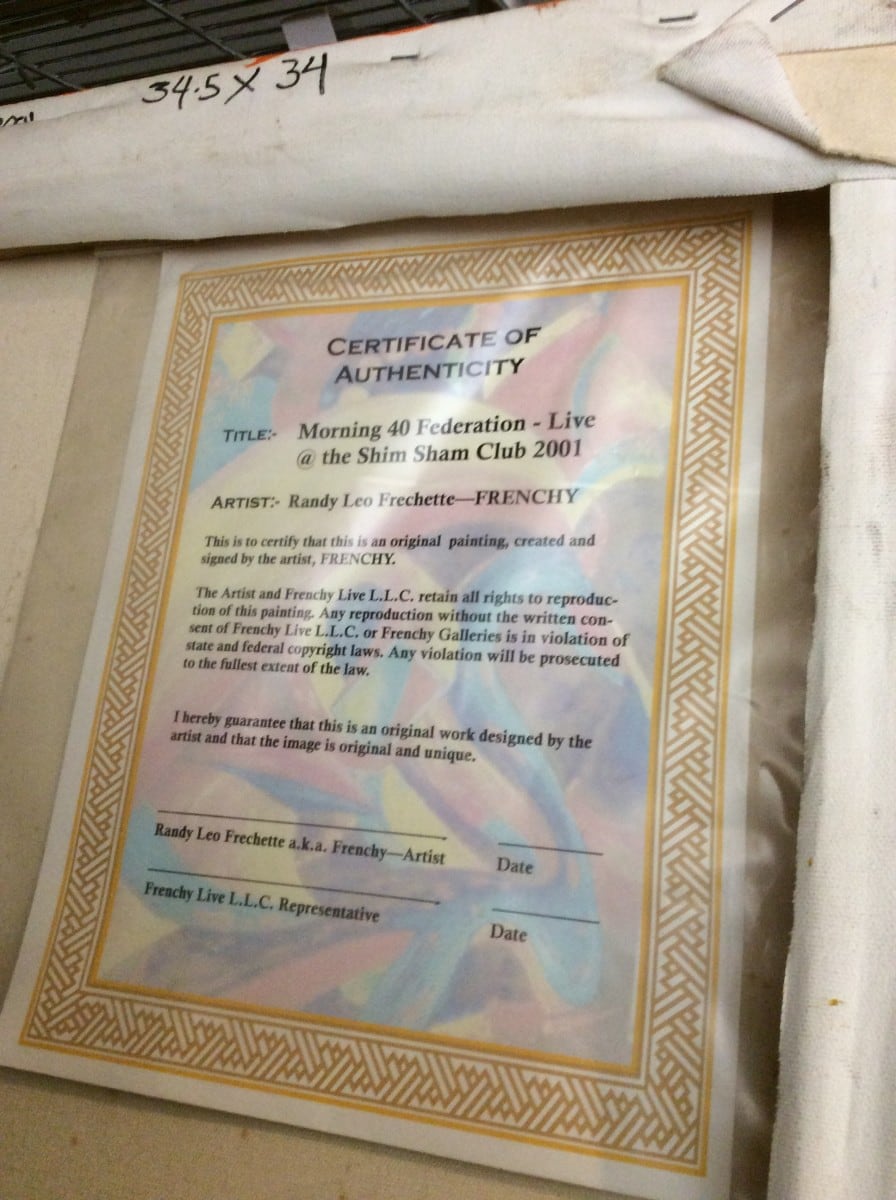 34.5 X 34
CERTIFICATE OF
AUTHENTICITY
TITLE:- Morning 40 Federation - Live
@ the Shim Sham Club 2001
ARTIST:- Randy Leo Frechette—FRENCHY
This is to certify that this is an original painting, created and
signed by the artist, FRENCHY.
The Artist and Frenchy Live L.L.C. retain all rights to reproduc-
tion of this painting. Any reproduction without the written con-
sent of Frenchy Live L.L.C. or Frenchy Galleries is in violation of
state and federal copyright laws. Any violation will be prosecuted
to the fullest extent of the law.
I hereby guarantee that this is an original work designed by the
artist and that the image is original and unique.
Randy Leo Frechette a.k.a. Frenchy—Artist Date
Frenchy Live L.L.C. Representative Date